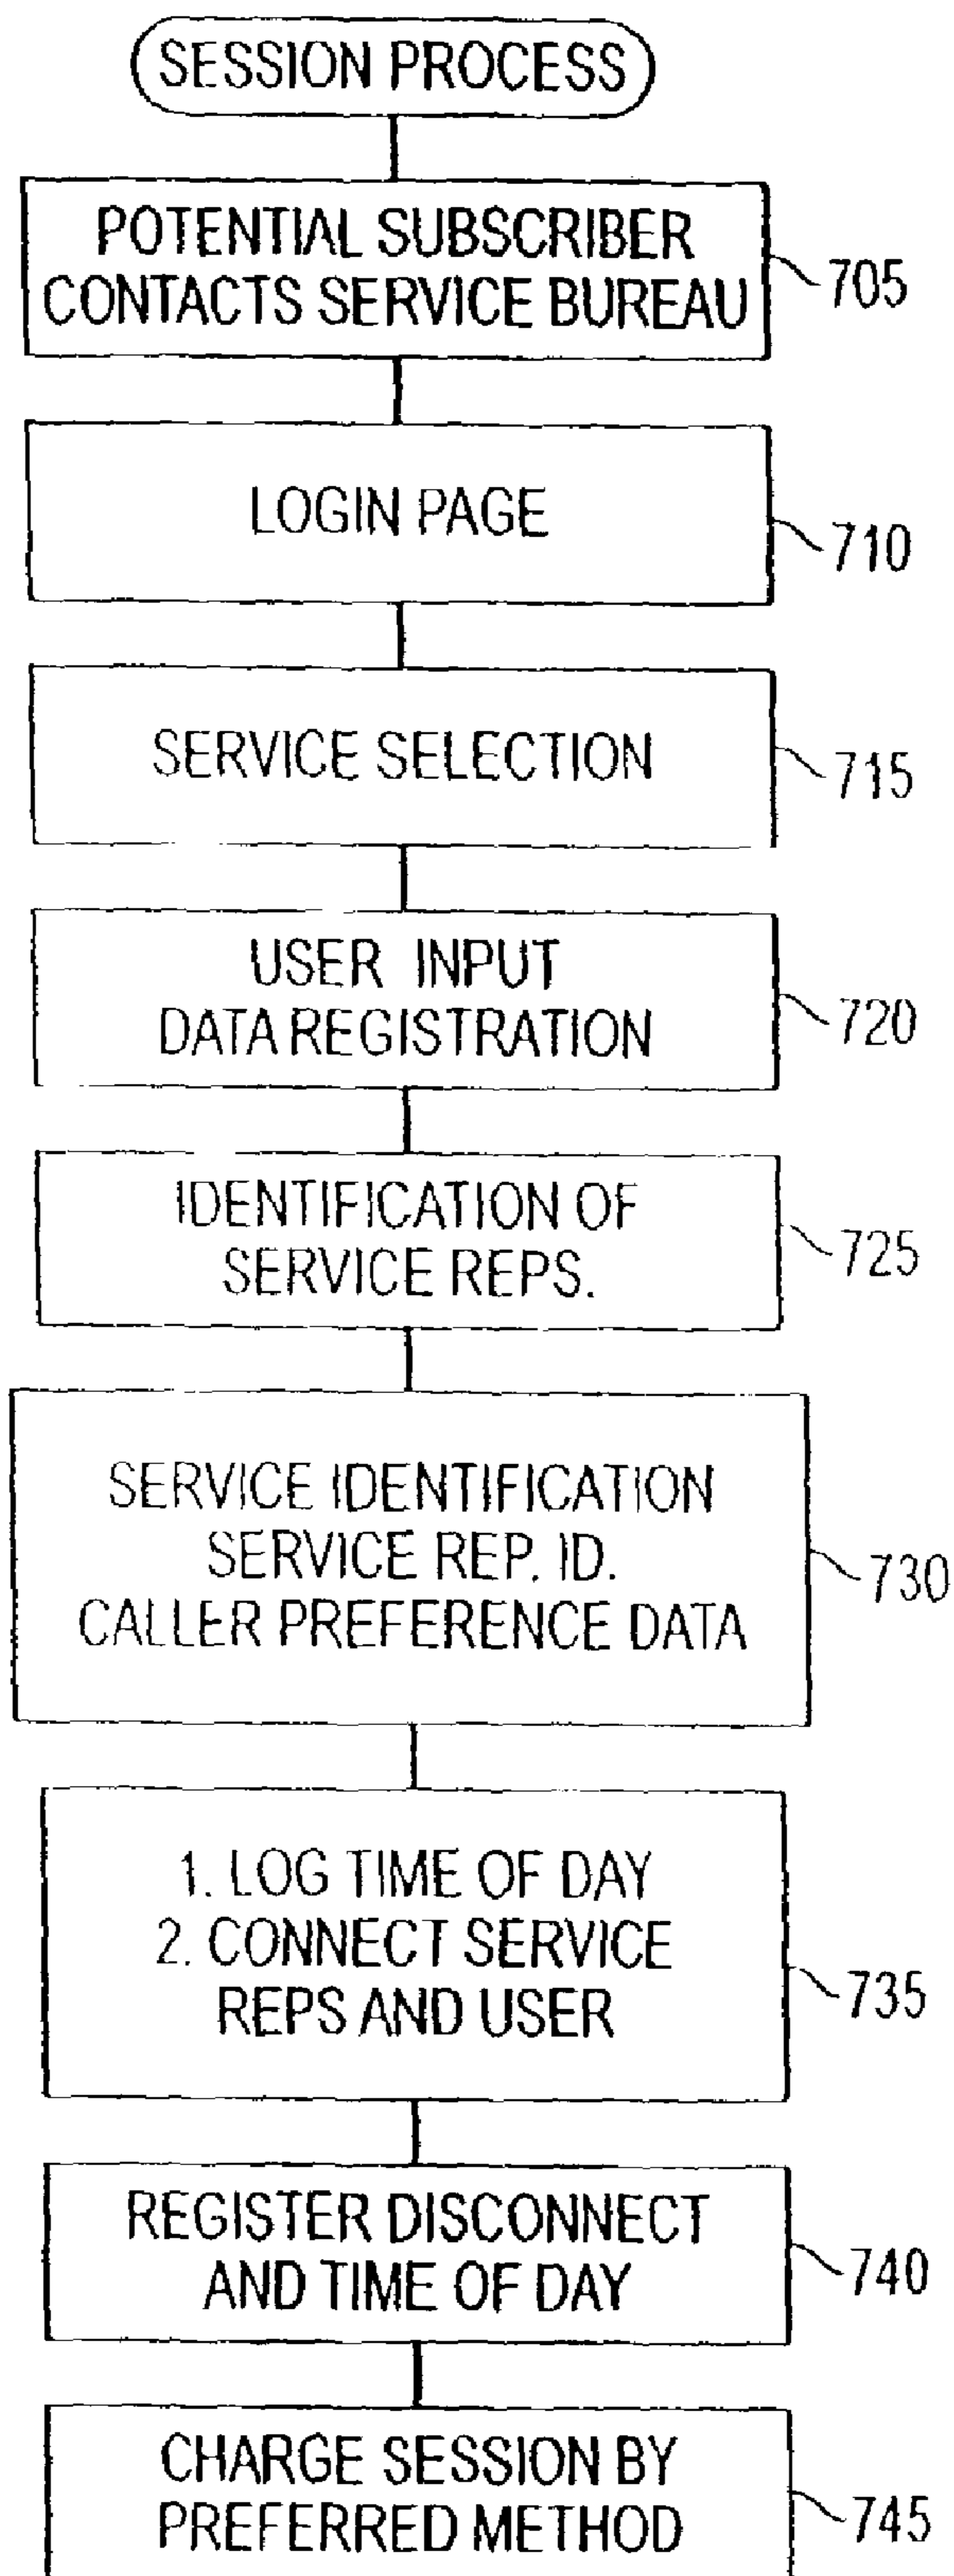 SESSION PROCESS
POTENTIAL SUBSCRIBER
CONTACTS SERVICE BUREAU
705
LOGIN PAGE
710
SERVICE SELECTION
715
USER INPUT
DATA REGISTRATION
720
IDENTIFICATION OF
SERVICE REPS.
725
SERVICE IDENTIFICATION
SERVICE REP. ID.
CALLER PREFERENCE DATA
730
1. LOG TIME OF DAY
2. CONNECT SERVICE
REPS AND USER
735
REGISTER DISCONNECT
AND TIME OF DAY
740
CHARGE SESSION BY
PREFERRED METHOD
745